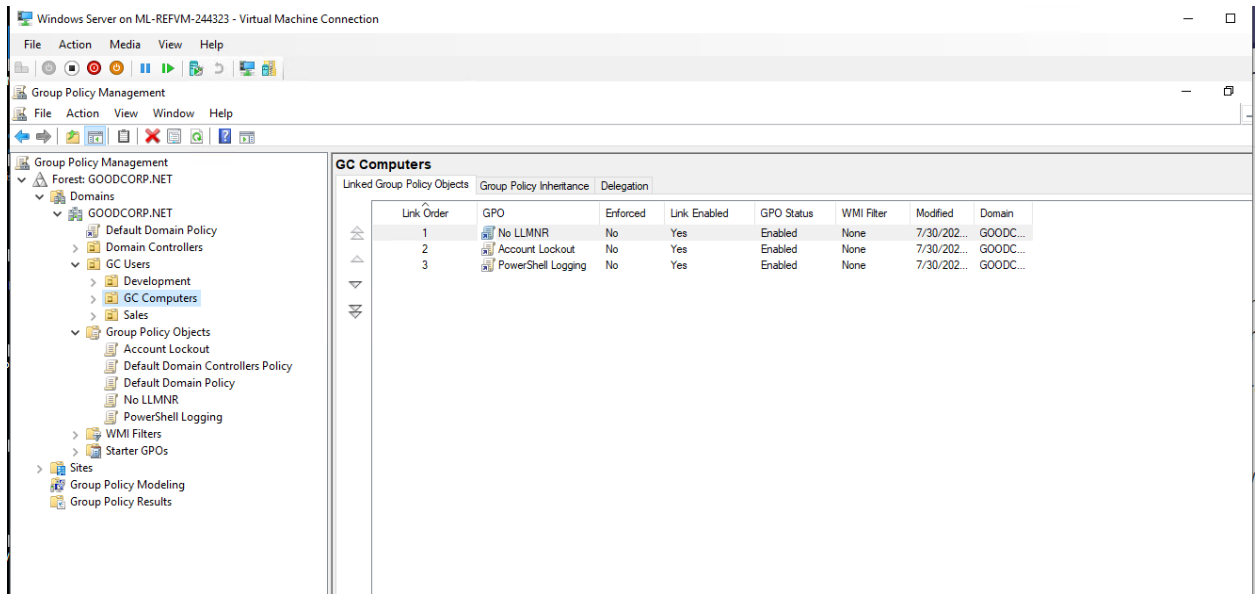 Windows Server on ML-REFVM-244323 - Virtual Machine Connection
File Action Media View Help
Group Policy Management
File Action View Window Help
Group Policy Management
Forest: GOODCORP.NET
Domains
GOODCORP.NET
Default Domain Policy
Domain Controllers
GC Users
Development
GC Computers
Sales
Group Policy Objects
Account Lockout
Default Domain Controllers Policy
Default Domain Policy
No LLMNR
PowerShell Logging
WMI Filters
Starter GPOs
Sites
Group Policy Modeling
Group Policy Results
GC Computers
Linked Group Policy Objects Group Policy Inheritance Delegation
Link Order GPO Enforced Link Enabled GPO Status WMI Filter Modified Domain
1 No LLMNR No Yes Enabled None 7/30/202... GOODC...
2 Account Lockout No Yes Enabled None 7/30/202... GOODC...
3 PowerShell Logging No Yes Enabled None 7/30/202... GOODC...